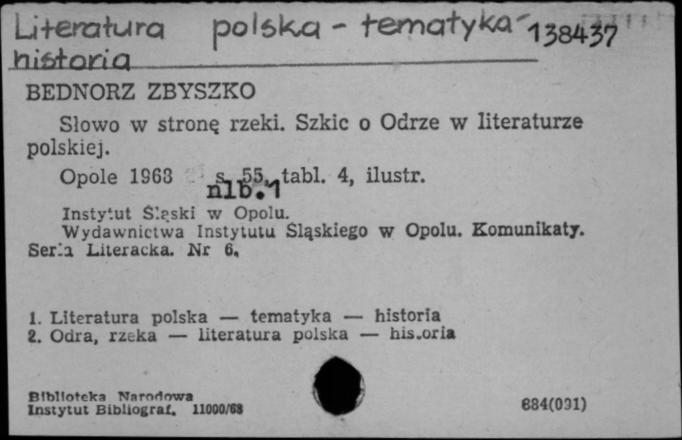 Literatura polska - tematyka - 138437
historia
BEDNORZ ZBYSZKO
Słowo w stronę rzeki. Szkic o Odrze w literaturze
polskiej.
Opole 1963 s. 55, tabl. 4, ilustr.
nlb. 1
Instytut Śląski w Opolu.
Wydawnictwa Instytutu Śląskiego w Opolu. Komunikaty.
Seria Literacka. Nr 6.
1. Literatura polska — tematyka — historia
2. Odra, rzeka — literatura polska — historia
Biblioteka Narodowa
Instytut Bibliograf. 11000/63
884(091)